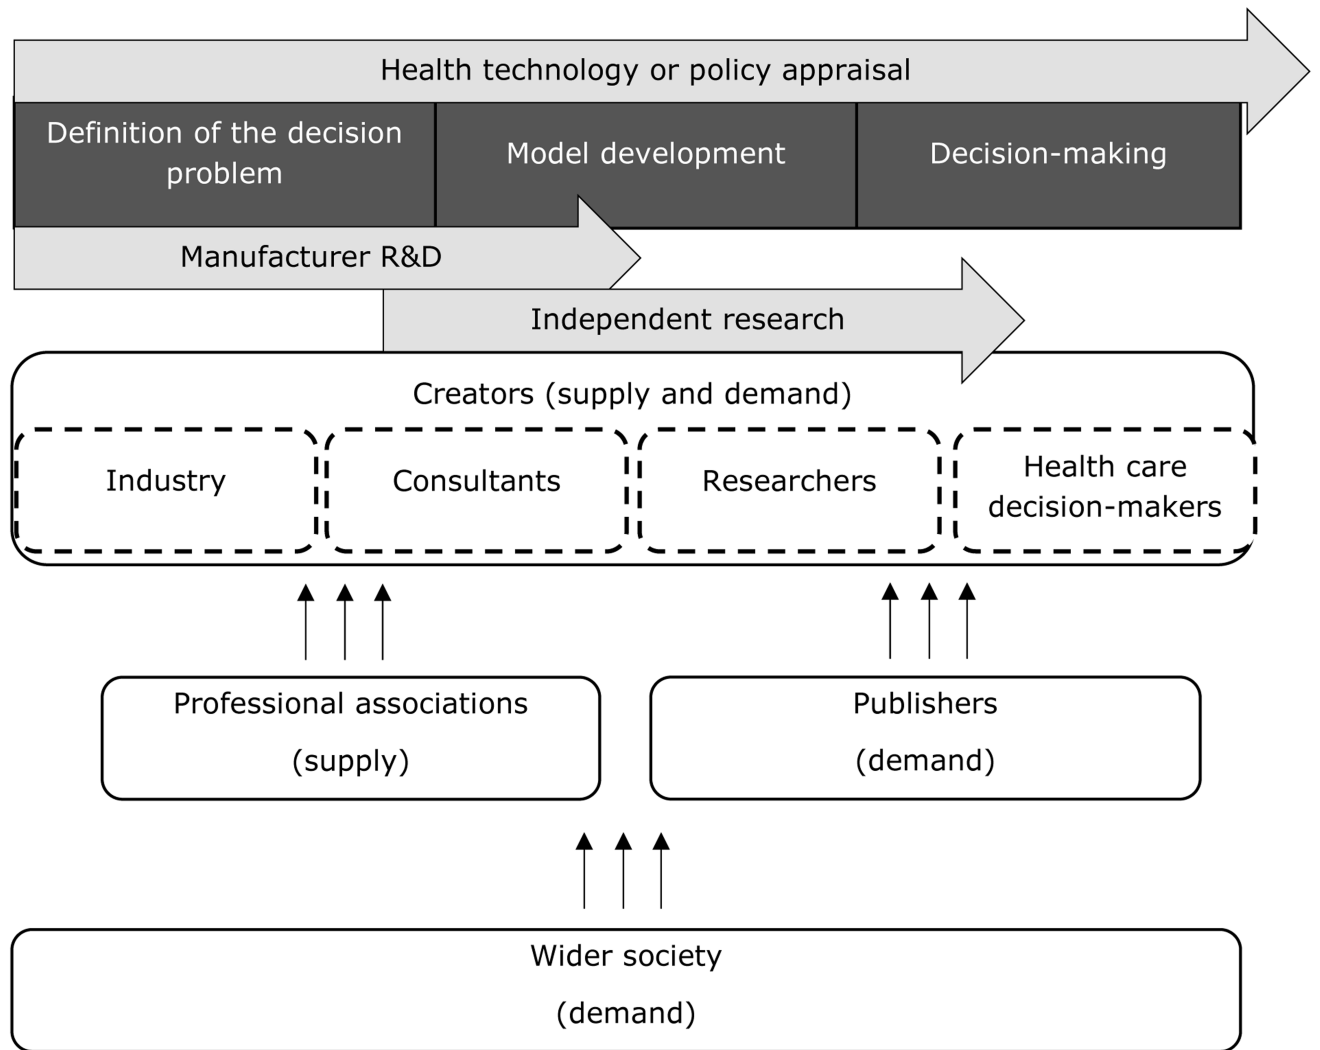 Health technology or policy appraisal
Definition of the decision
problem
Model development
Decision-making
Manufacturer R&D
Independent research
Creators (supply and demand)
Industry
Consultants
Researchers
Health care
decision-makers
Professional associations
(supply)
Publishers
(demand)
Wider society
(demand)